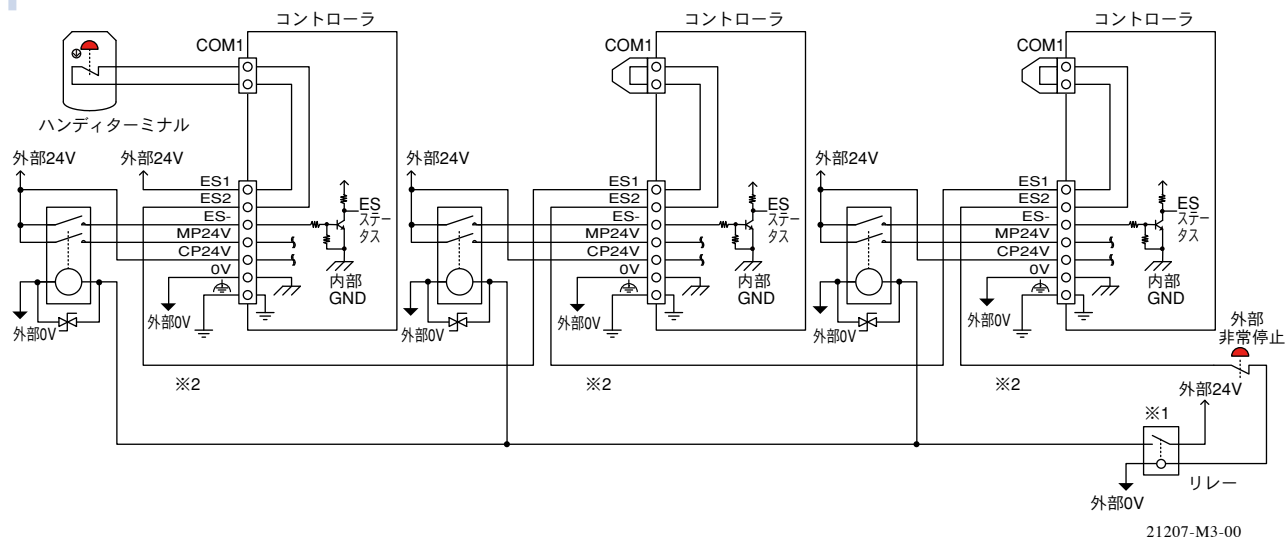 コントローラ
コントローラ
コントローラ
COM1
COM1
COM1
ハンディターミナル
外部24V
外部24V
外部24V
外部24V
ES1
ES2
ES-
MP24V
CP24V
0V
ES
ステー
タス
内部
GND
外部0V
外部0V
ES1
ES2
ES-
MP24V
CP24V
0V
ES
ステー
タス
内部
GND
外部0V
外部0V
ES1
ES2
ES-
MP24V
CP24V
0V
ES
ステー
タス
内部
GND
外部0V
外部0V
外部
非常停止
※2
※2
※2
外部24V
※1
リレー
外部0V
21207-M3-00